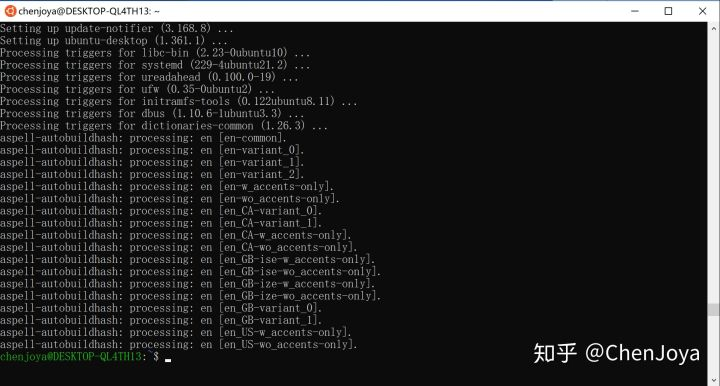 chenjoya@DESKTOP-QL4TH13: ~
Setting up update-notifier (3.168.8) ...
Setting up ubuntu-desktop (1.361.1) ...
Processing triggers for libc-bin (2.23-0ubuntu10) ...
Processing triggers for systemd (229-4ubuntu21.2) ...
Processing triggers for ureadahead (0.100.0-19) ...
Processing triggers for ufw (0.35-0ubuntu2) ...
Processing triggers for initramfs-tools (0.122ubuntu8.11) ...
Processing triggers for dbus (1.10.6-1ubuntu3.3) ...
Processing triggers for dictionaries-common (1.26.3) ...
aspell-autobuildhash: processing: en [en-common].
aspell-autobuildhash: processing: en [en-variant_0].
aspell-autobuildhash: processing: en [en-variant_1].
aspell-autobuildhash: processing: en [en-variant_2].
aspell-autobuildhash: processing: en [en-w_accents-only].
aspell-autobuildhash: processing: en [en-wo_accents-only].
aspell-autobuildhash: processing: en [en_CA-variant_0].
aspell-autobuildhash: processing: en [en_CA-variant_1].
aspell-autobuildhash: processing: en [en_CA-w_accents-only].
aspell-autobuildhash: processing: en [en_CA-wo_accents-only].
aspell-autobuildhash: processing: en [en_GB-ise-w_accents-only].
aspell-autobuildhash: processing: en [en_GB-ise-wo_accents-only].
aspell-autobuildhash: processing: en [en_GB-ize-w_accents-only].
aspell-autobuildhash: processing: en [en_GB-ize-wo_accents-only].
aspell-autobuildhash: processing: en [en_GB-variant_0].
aspell-autobuildhash: processing: en [en_GB-variant_1].
aspell-autobuildhash: processing: en [en_US-w_accents-only].
aspell-autobuildhash: processing: en [en_US-wo_accents-only].
chenjoya@DESKTOP-QL4TH13:~$
知乎 @ChenJoya